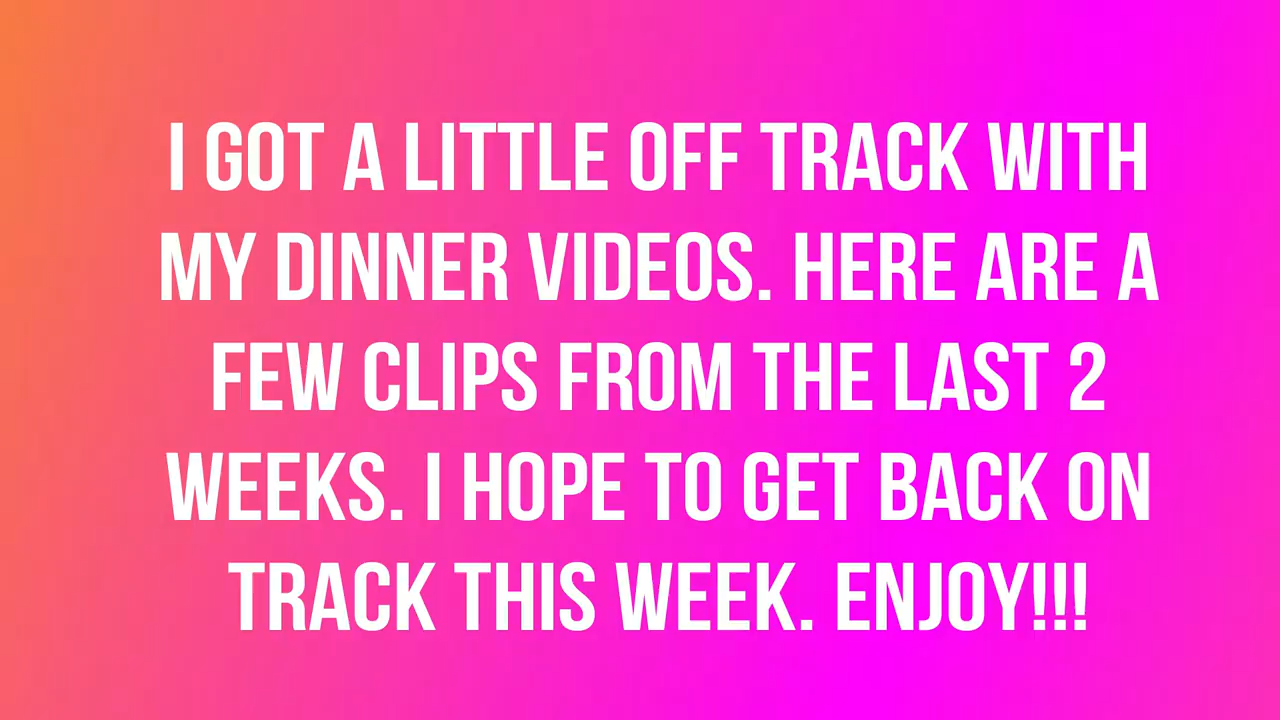 I GOT A LITTLE OFF TRACK WITH
MY DINNER VIDEOS. HERE ARE A
FEW CLIPS FROM THE LAST 2
WEEKS. I HOPE TO GET BACK ON
TRACK THIS WEEK. ENJOY!!!